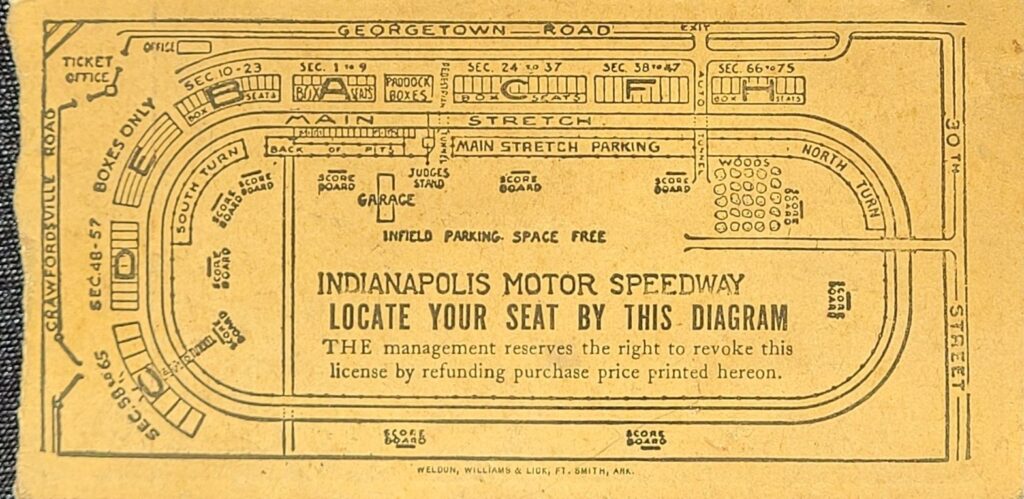 GEORGETOWN ROAD
EXIT
OFFICE
TICKET
OFFICE
SEC. 10-23
B
BOX SEATS
SEC. 1 TO 9
A
BOX SEATS
PADDOCK
BOXES
PEDESTRIAN TUNNEL
SEC. 24 TO 37
C
BOX SEATS
SEC. 38 TO 47
F
AUTO TUNNEL
SEC. 66 TO 75
H
BOX SEATS
MAIN STRETCH
BACK OF PITS
MAIN STRETCH PARKING
JUDGES
STAND
BOXES ONLY
E
SOUTH TURN
NORTH TURN
WOODS
SCORE
BOARD
SCORE
BOARD
SCORE
BOARD
SCORE
BOARD
SCORE
BOARD
SCORE
BOARD
GARAGE
INFIELD PARKING SPACE FREE
CRAWFORDSVILLE ROAD
30TH STREET
SEC. 48-57
D
SCORE
BOARD
SCORE
BOARD
SCORE
BOARD
INDIANAPOLIS MOTOR SPEEDWAY
LOCATE YOUR SEAT BY THIS DIAGRAM
THE management reserves the right to revoke this
license by refunding purchase price printed hereon.
SEC. 58 TO 65
TUNNEL
SCORE
BOARD
SCORE
BOARD
WELDON, WILLIAMS & LICK, FT. SMITH, ARK.